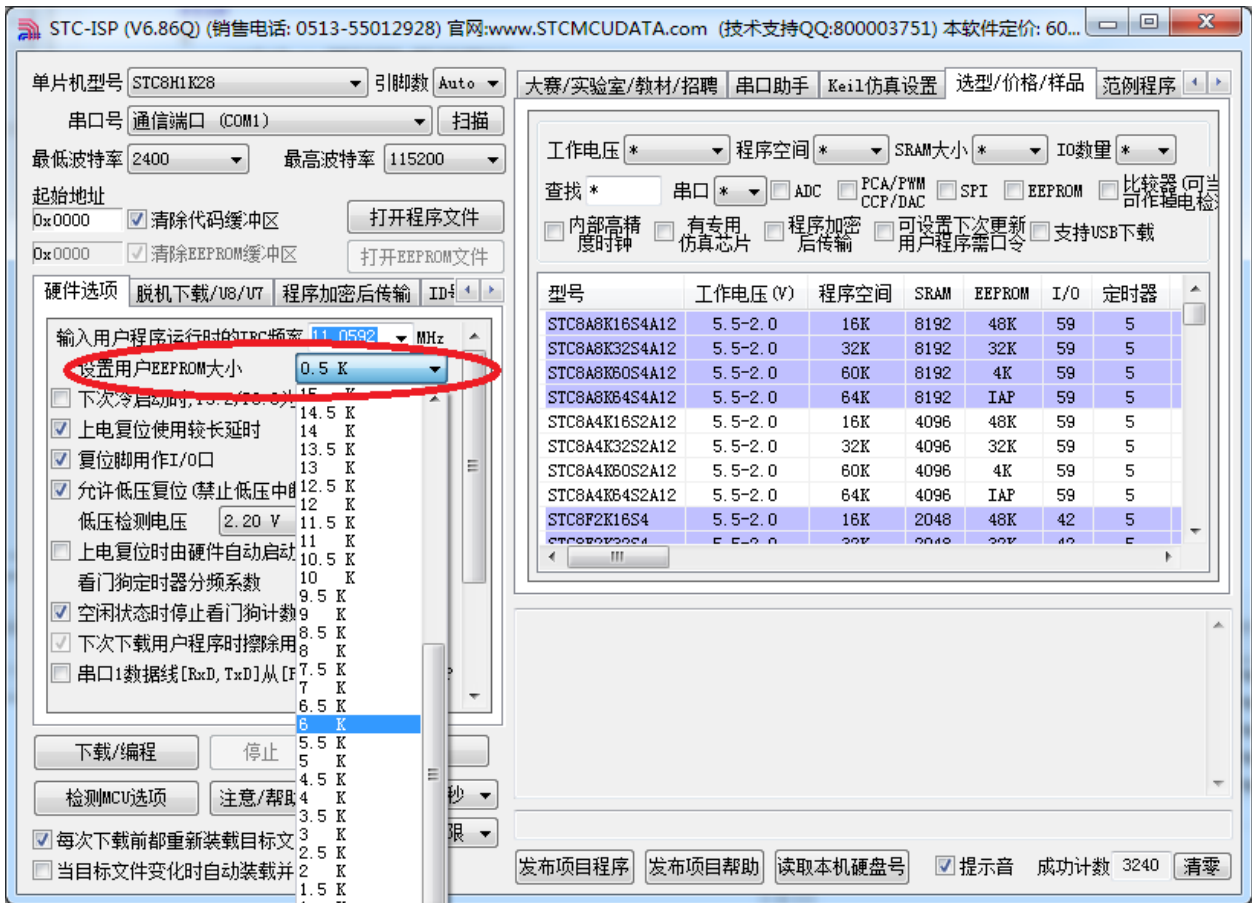 STC-ISP (V6.86Q) (销售电话: 0513-55012928) 官网:www.STCMCUDATA.com (技术支持QQ:800003751) 本软件定价: 60...
单片机型号 STC8H1K28 引脚数 Auto
串口号 通信端口 (COM1) 扫描
最低波特率 2400 最高波特率 115200
起始地址
0x0000 清除代码缓冲区 打开程序文件
0x0000 清除EEPROM缓冲区 打开EEPROM文件
硬件选项 脱机下载/U8/U7 程序加密后传输
输入用户程序运行时的IRC频率 11.0592 MHz
设置用户EEPROM大小 0.5 K
下次冷启动时,
上电复位使用较长延时
复位脚用作I/O口
允许低压复位(禁止低压中
低压检测电压 2.20 V
上电复位时由硬件自动启动
看门狗定时器分频系数
空闲状态时停止看门狗计数
下次下载用户程序时擦除用
串口1数据线[RxD,TxD]从[P
15 K
14.5 K
14 K
13.5 K
13 K
12.5 K
12 K
11.5 K
11 K
10.5 K
10 K
9.5 K
9 K
8.5 K
8 K
7.5 K
7 K
6.5 K
6 K
5.5 K
5 K
4.5 K
4 K
3.5 K
3 K
2.5 K
2 K
1.5 K
下载/编程 停止
检测MCU选项 注意/帮助 秒
每次下载前都重新装载目标文 限
当目标文件变化时自动装载并
大赛/实验室/教材/招聘 串口助手 Keil仿真设置 选型/价格/样品 范例程序
工作电压 * 程序空间 * SRAM大小 * IO数量 *
查找 * 串口 * ADC PCA/PWM CCP/DAC SPI EEPROM 比较器(可当
可作掉电检
内部高精度时钟 有专用仿真芯片 程序加密后传输 可设置下次更新用户程序需口令 支持USB下载
型号 工作电压(V) 程序空间 SRAM EEPROM I/O 定时器
STC8A8K16S4A12 5.5-2.0 16K 8192 48K 59 5
STC8A8K32S4A12 5.5-2.0 32K 8192 32K 59 5
STC8A8K60S4A12 5.5-2.0 60K 8192 4K 59 5
STC8A8K64S4A12 5.5-2.0 64K 8192 IAP 59 5
STC8A4K16S2A12 5.5-2.0 16K 4096 48K 59 5
STC8A4K32S2A12 5.5-2.0 32K 4096 32K 59 5
STC8A4K60S2A12 5.5-2.0 60K 4096 4K 59 5
STC8A4K64S2A12 5.5-2.0 64K 4096 IAP 59 5
STC8F2K16S4 5.5-2.0 16K 2048 48K 42 5
STC8F2K32S4 5.5-2.0 32K 2048 32K 42 5
发布项目程序 发布项目帮助 读取本机硬盘号 提示音 成功计数 3240 清零